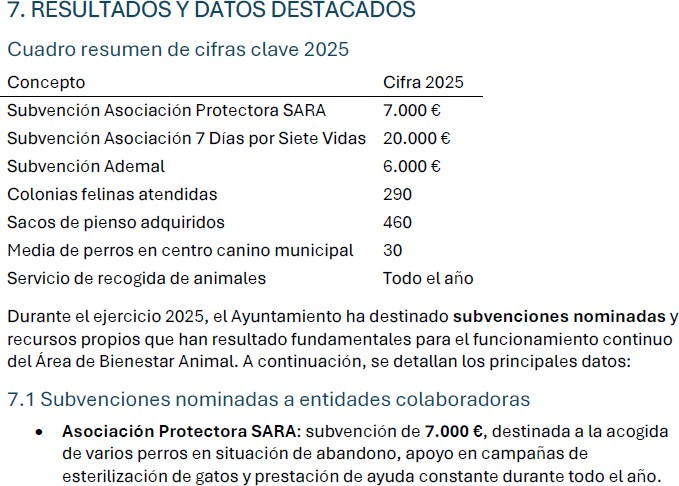 7. RESULTADOS Y DATOS DESTACADOS
Cuadro resumen de cifras clave 2025
Concepto Cifra 2025
Subvención Asociación Protectora SARA 7.000 €
Subvención Asociación 7 Días por Siete Vidas 20.000 €
Subvención Ademal 6.000 €
Colonias felinas atendidas 290
Sacos de pienso adquiridos 460
Media de perros en centro canino municipal 30
Servicio de recogida de animales Todo el año
Durante el ejercicio 2025, el Ayuntamiento ha destinado subvenciones nominadas y
recursos propios que han resultado fundamentales para el funcionamiento continuo
del Área de Bienestar Animal. A continuación, se detallan los principales datos:
7.1 Subvenciones nominadas a entidades colaboradoras
• Asociación Protectora SARA: subvención de 7.000 €, destinada a la acogida
de varios perros en situación de abandono, apoyo en campañas de
esterilización de gatos y prestación de ayuda constante durante todo el año.